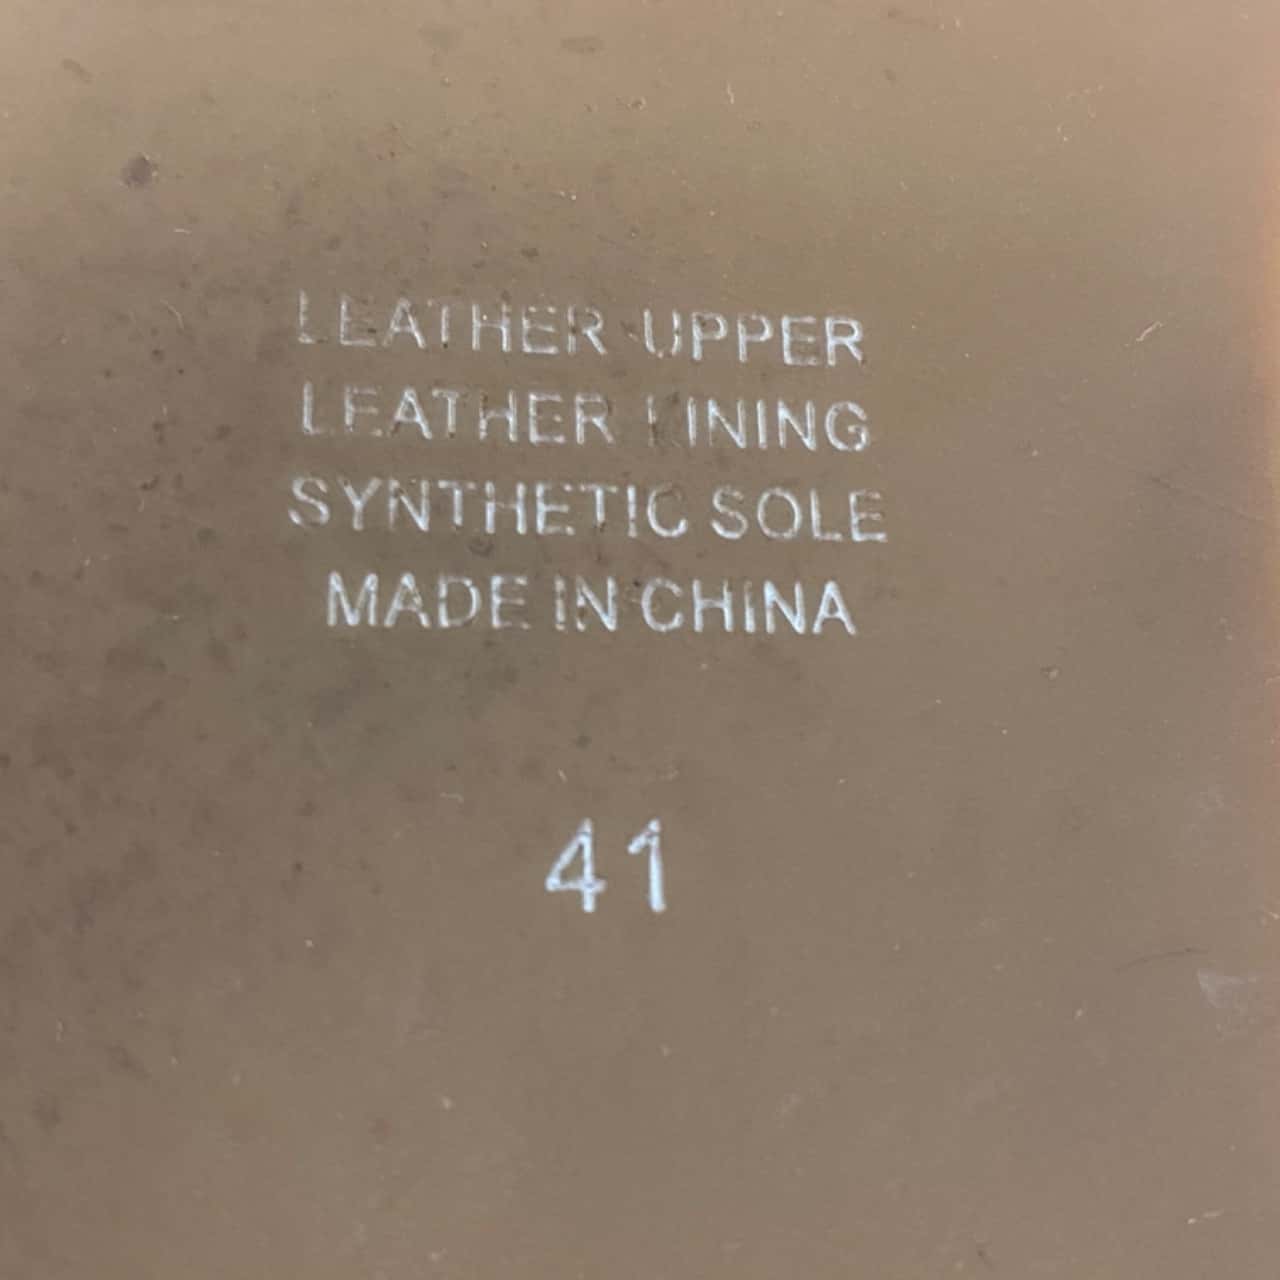 LEATHER UPPER
LEATHER LINING
SYNTHETIC SOLE
MADE IN CHINA
41